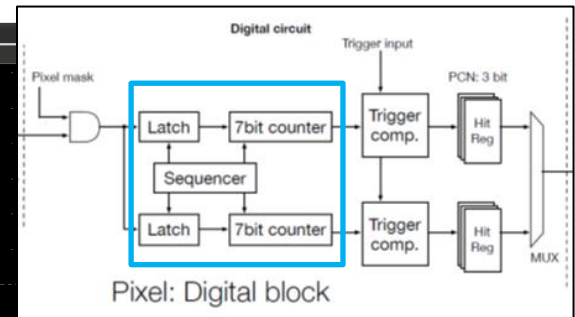 Digital circuit
Trigger input
Pixel mask
PCN: 3 bit
Latch
7bit counter
Trigger
comp.
Hit
Reg
Sequencer
Latch
7bit counter
Trigger
comp.
Hit
Reg
MUX
Pixel: Digital block